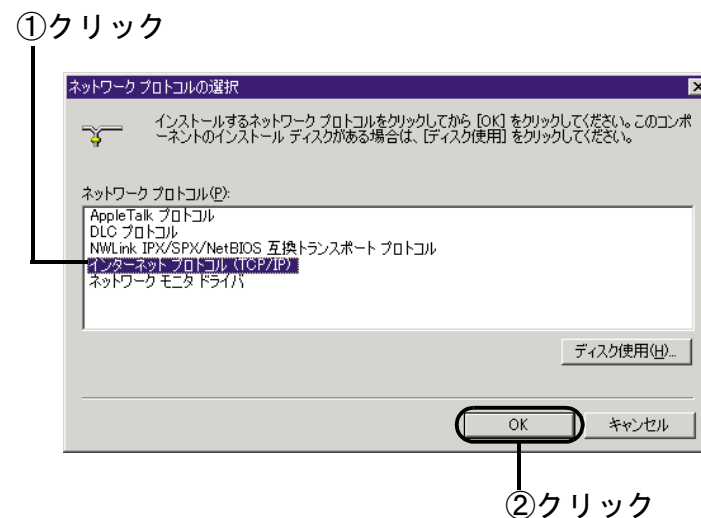 ①クリック
ネットワーク プロトコルの選択
インストールするネットワーク プロトコルをクリックしてから [OK] をクリックしてください。このコンポ
ーネントのインストール ディスクがある場合は、[ディスク使用] をクリックしてください。
ネットワーク プロトコル(P):
AppleTalk プロトコル
DLC プロトコル
NWLink IPX/SPX/NetBIOS 互換トランスポート プロトコル
インターネット プロトコル (TCP/IP)
ネットワーク モニタ ドライバ
ディスク使用(H)...
OK
キャンセル
②クリック